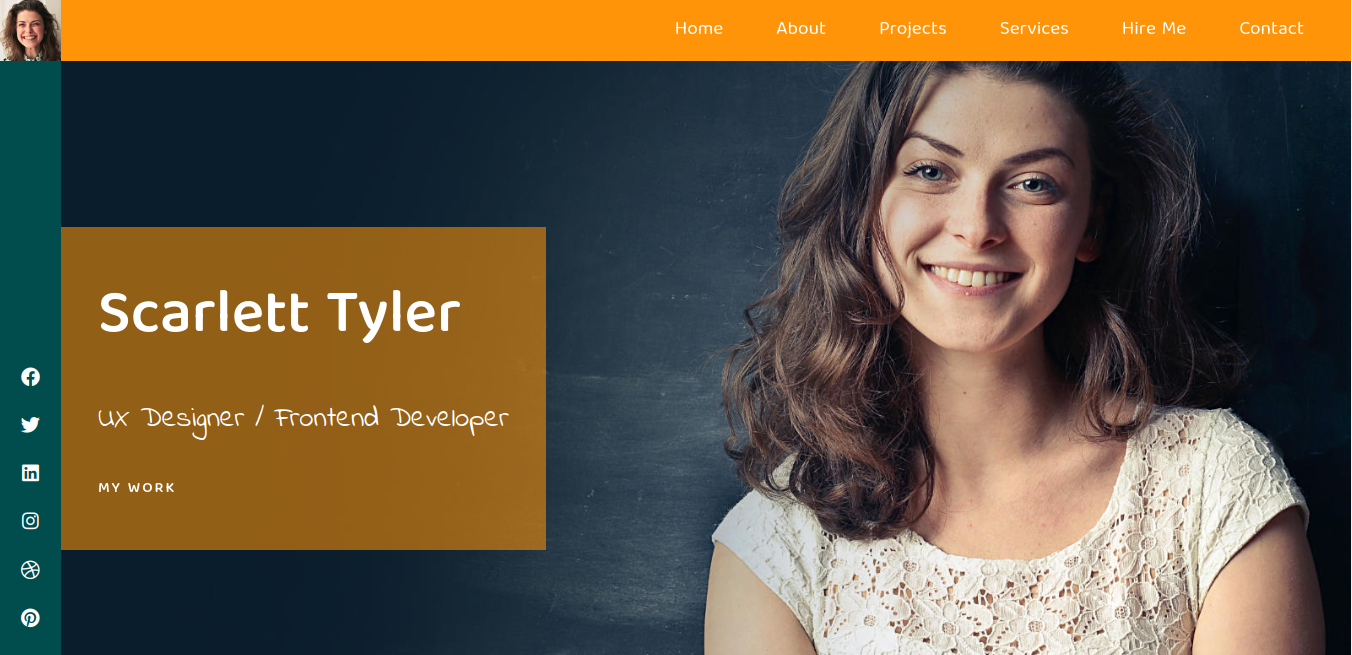 Home About Projects Services Hire Me Contact
Scarlett Tyler
UX Designer / Frontend Developer
MY WORK